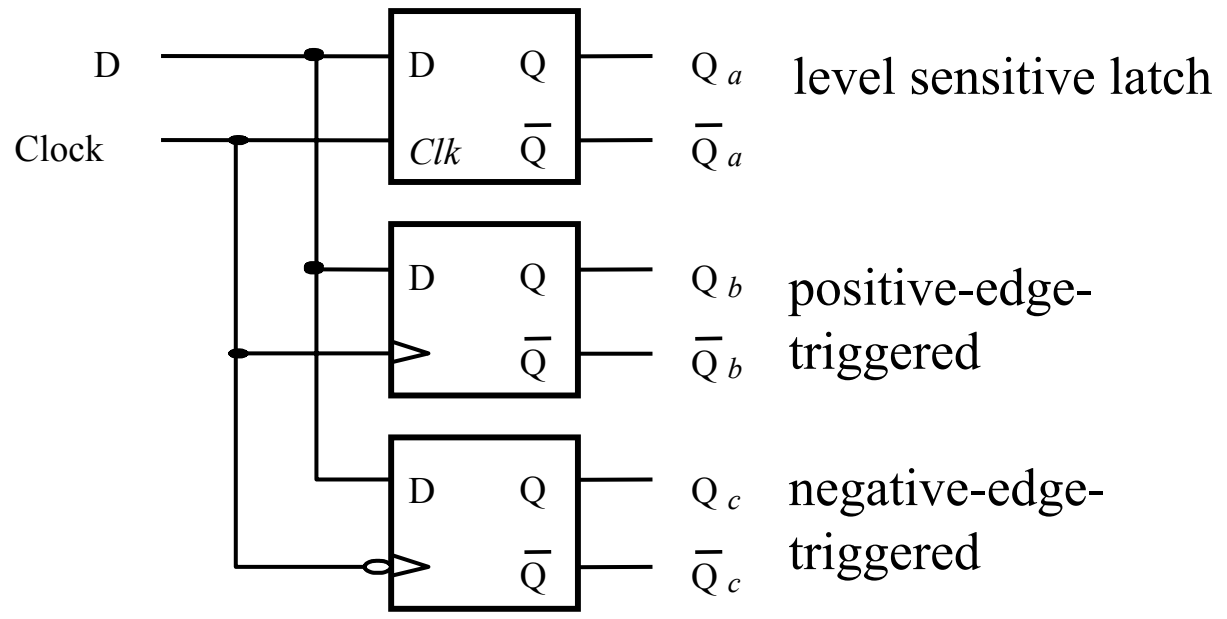 D D Q Q a level sensitive latch
Clock Clk Q̅ Q̅ a
D Q Q b positive-edge-
Q̅ Q̅ b triggered
D Q Q c negative-edge-
Q̅ Q̅ c triggered